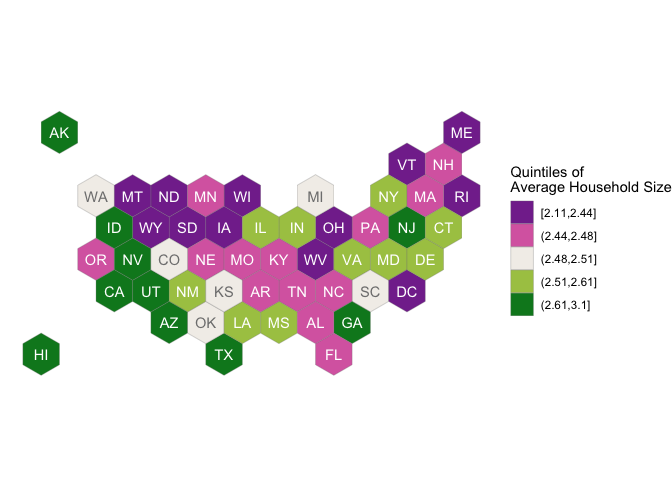 AK
ME
VT NH
WA MT ND MN WI MI NY MA RI
ID WY SD IA IL IN OH PA NJ CT
OR NV CO NE MO KY WV VA MD DE
CA UT NM KS AR TN NC SC DC
AZ OK LA MS AL GA
HI TX FL
Quintiles of
Average Household Size
[2.11,2.44]
(2.44,2.48]
(2.48,2.51]
(2.51,2.61]
(2.61,3.1]